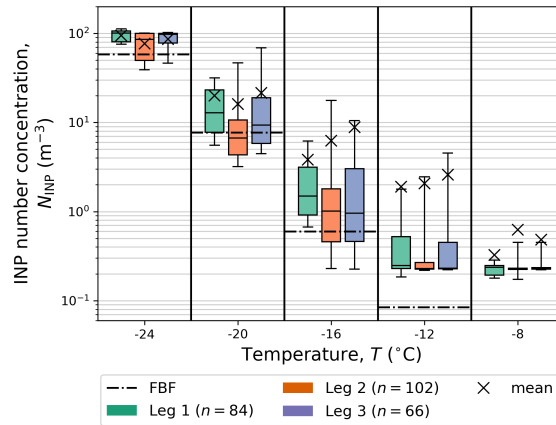 INP number concentration,
N_INP (m⁻³)
10²
10¹
10⁰
10⁻¹
-24 -20 -16 -12 -8
Temperature, T (°C)
FBF Leg 2 (n = 102) mean
Leg 1 (n = 84) Leg 3 (n = 66)